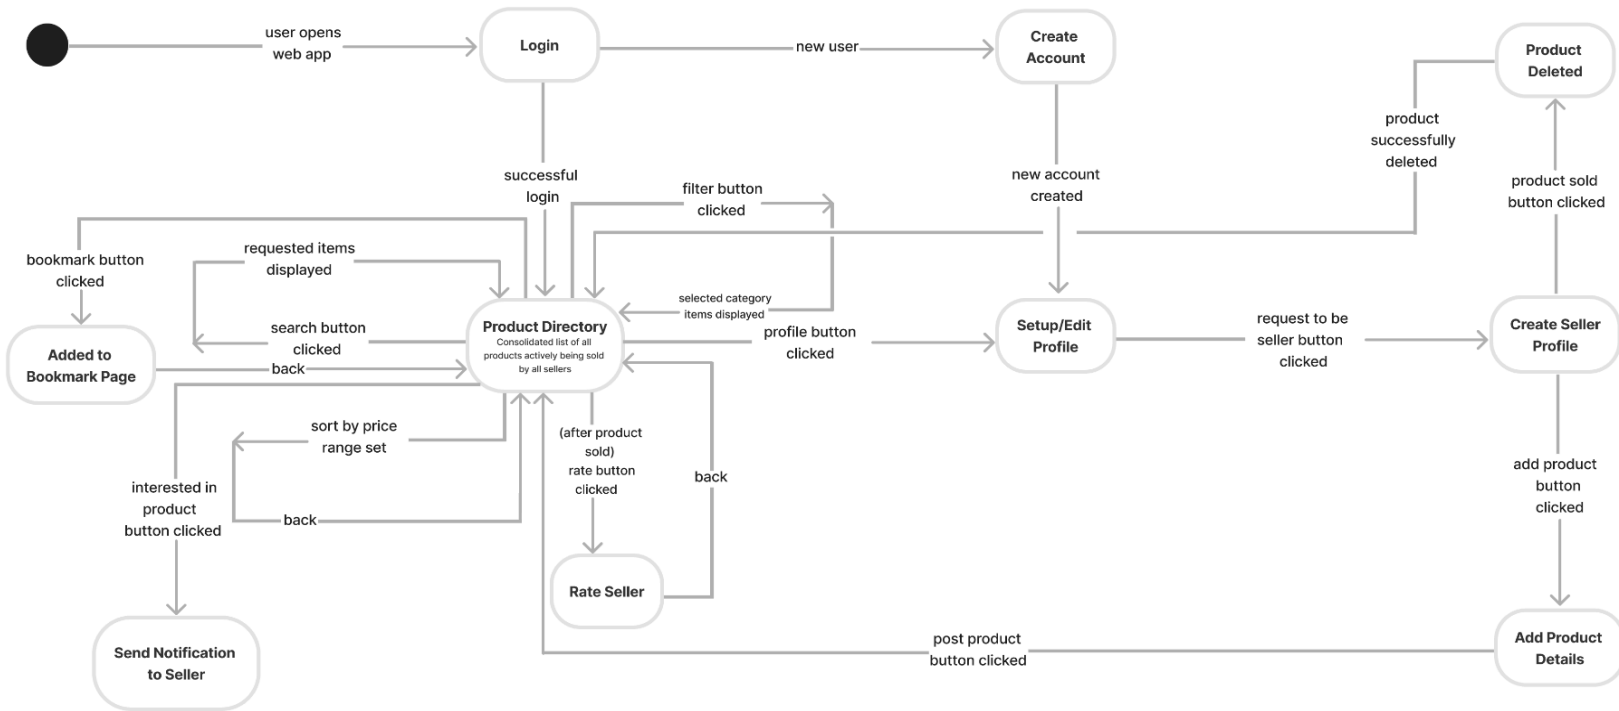 user opens
web app
Login
new user
Create
Account
Product
Deleted
product
successfully
deleted
successful
login
filter button
clicked
new account
created
product sold
button clicked
bookmark button
clicked
requested items
displayed
selected category
items displayed
search button
clicked
Product Directory
Consolidated list of all
products actively being sold
by all sellers
profile button
clicked
Setup/Edit
Profile
request to be
seller button
clicked
Create Seller
Profile
Added to
Bookmark Page
back
sort by price
range set
(after product
sold)
rate button
clicked
back
add product
button
clicked
interested in
product
button clicked
back
Rate Seller
Send Notification
to Seller
post product
button clicked
Add Product
Details